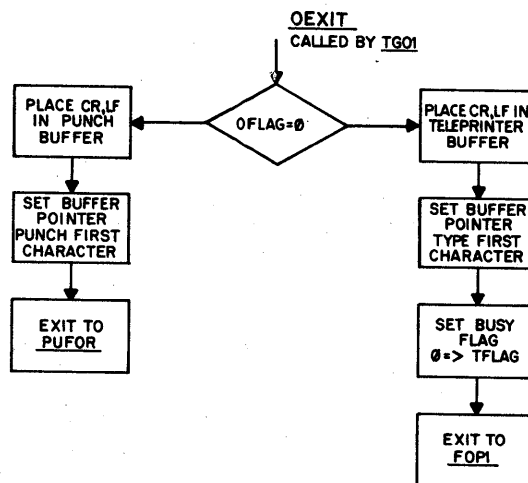 OEXIT
CALLED BY TGO1
OFLAG=Ø
PLACE CR,LF
IN PUNCH
BUFFER
SET BUFFER
POINTER
PUNCH FIRST
CHARACTER
EXIT TO
PUFOR
PLACE CR,LF IN
TELEPRINTER
BUFFER
SET BUFFER
POINTER
TYPE FIRST
CHARACTER
SET BUSY
FLAG
Ø=> TFLAG
EXIT TO
FOP1